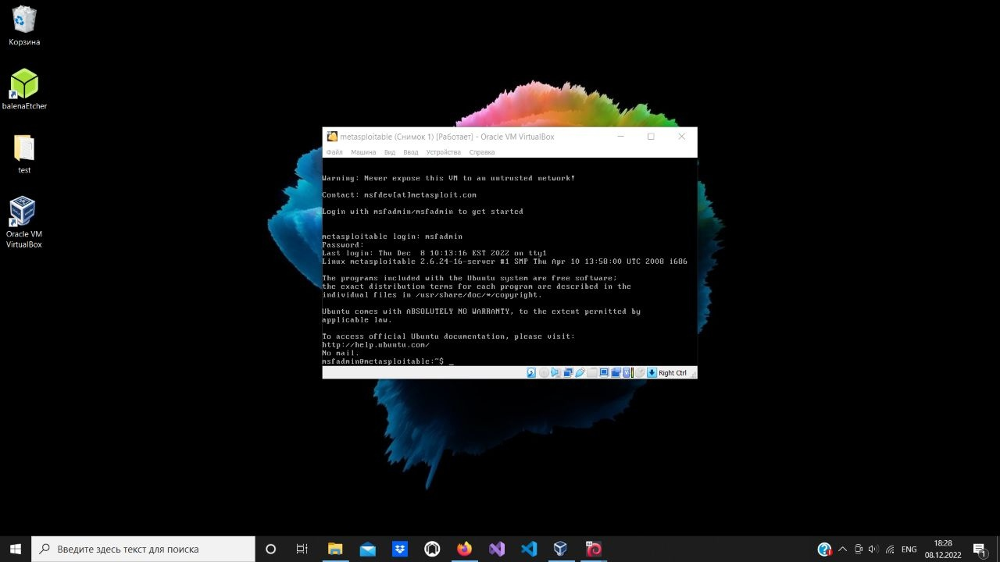 Корзина
balenaEtcher
test
Oracle VM
VirtualBox
metasploitable (Снимок 1) [Работает] - Oracle VM VirtualBox
Файл Машина Вид Ввод Устройства Справка
Warning: Never expose this VM to an untrusted network!
Contact: msfdev[at]metasploit.com
Login with msfadmin/msfadmin to get started
metasploitable login: msfadmin
Password:
Last login: Thu Dec  8 10:13:16 EST 2022 on tty1
Linux metasploitable 2.6.24-16-server #1 SMP Thu Apr 10 13:58:00 UTC 2008 i686
The programs included with the Ubuntu system are free software;
the exact distribution terms for each program are described in the
individual files in /usr/share/doc/*/copyright.
Ubuntu comes with ABSOLUTELY NO WARRANTY, to the extent permitted by
applicable law.
To access official Ubuntu documentation, please visit:
http://help.ubuntu.com/
No mail.
msfadmin@metasploitable:~$ _
Right Ctrl
Введите здесь текст для поиска
ENG
18:28
08.12.2022
1